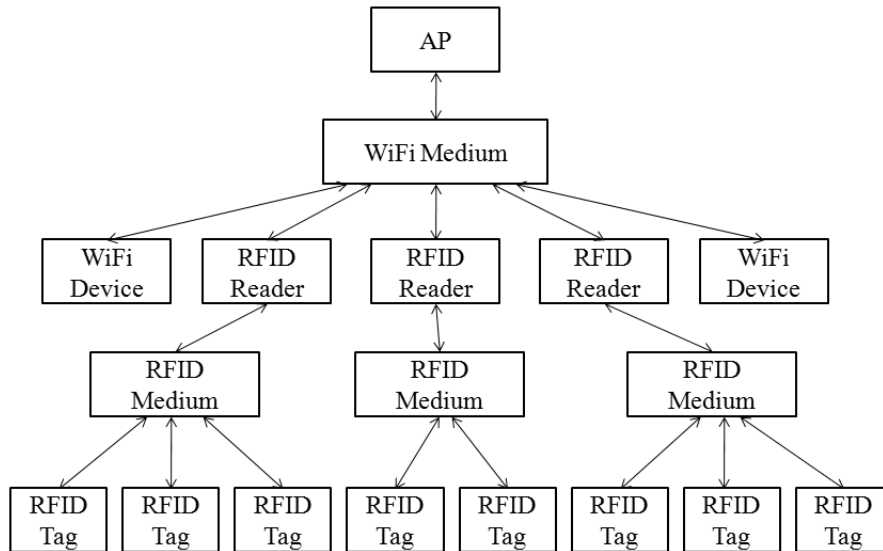 AP
WiFi Medium
WiFi
Device
RFID
Reader
RFID
Reader
RFID
Reader
WiFi
Device
RFID
Medium
RFID
Medium
RFID
Medium
RFID
Tag
RFID
Tag
RFID
Tag
RFID
Tag
RFID
Tag
RFID
Tag
RFID
Tag
RFID
Tag